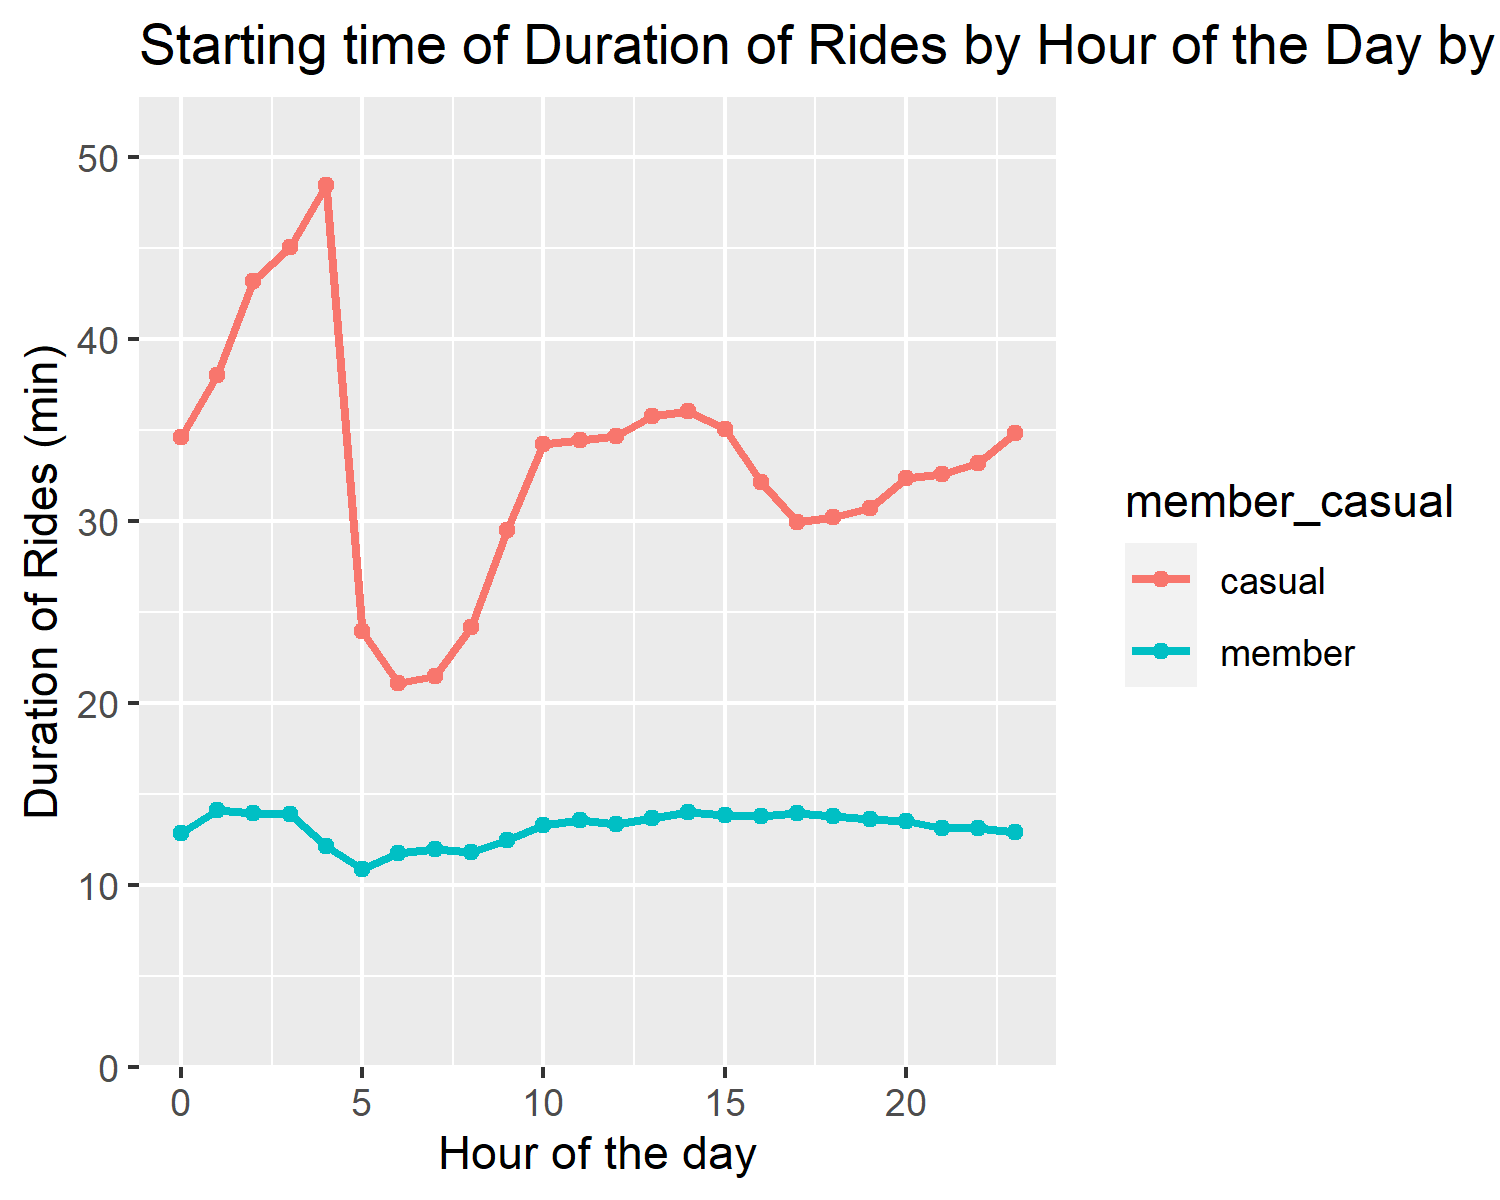 Starting time of Duration of Rides by Hour of the Day by
50
40
30
20
10
0
Duration of Rides (min)
0 5 10 15 20
Hour of the day
member_casual
casual
member